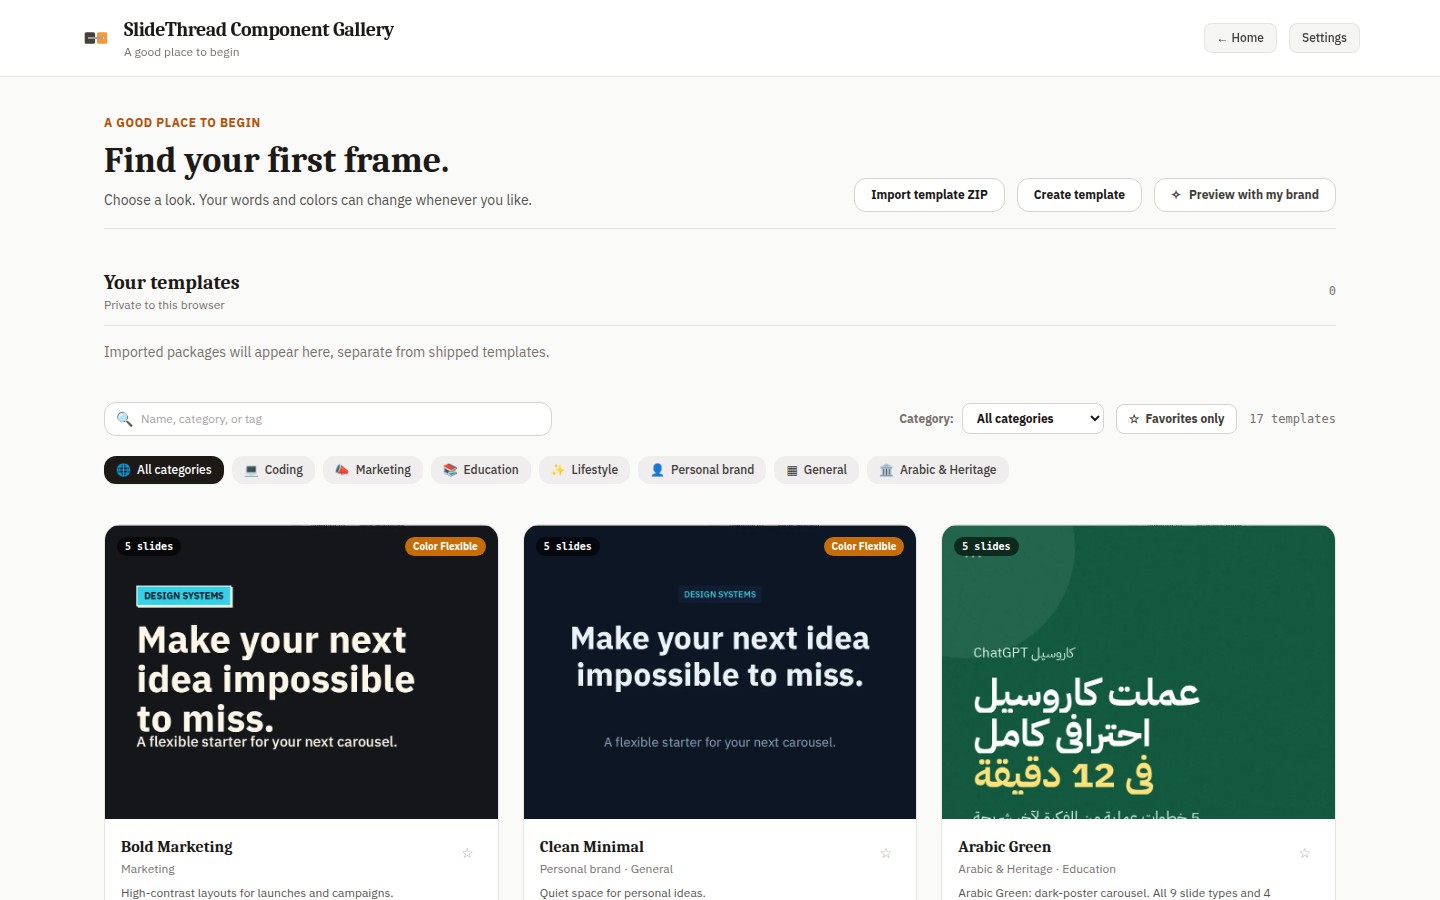 SlideThread Component Gallery
A good place to begin
← Home
Settings
A GOOD PLACE TO BEGIN
Find your first frame.
Choose a look. Your words and colors can change whenever you like.
Import template ZIP
Create template
✧ Preview with my brand
Your templates
Private to this browser
0
Imported packages will appear here, separate from shipped templates.
Name, category, or tag
Category:
All categories
☆ Favorites only
17 templates
All categories
Coding
Marketing
Education
Lifestyle
Personal brand
General
Arabic & Heritage
5 slides
Color Flexible
DESIGN SYSTEMS
Make your next
idea impossible
to miss.
A flexible starter for your next carousel.
Bold Marketing
Marketing
High-contrast layouts for launches and campaigns.
5 slides
Color Flexible
DESIGN SYSTEMS
Make your next idea
impossible to miss.
A flexible starter for your next carousel.
Clean Minimal
Personal brand · General
Quiet space for personal ideas.
5 slides
كاروسيل ChatGPT
عملت كاروسيل
احترافي كامل
في 12 دقيقة
5 خطوات عملية من الفكرة لآخر شريحة
Arabic Green
Arabic & Heritage · Education
Arabic Green: dark-poster carousel. All 9 slide types and 4